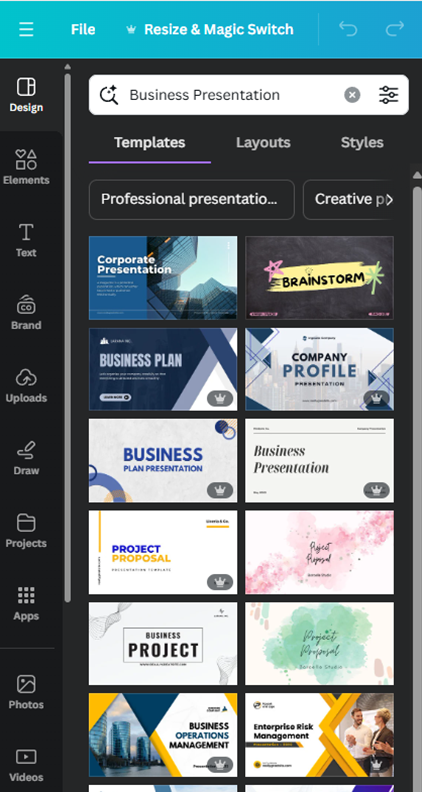 File
Resize & Magic Switch
Design
Elements
Text
Brand
Uploads
Draw
Projects
Apps
Photos
Videos
Business Presentation
Templates
Layouts
Styles
Professional presentatio...
Creative p
Corporate
Presentation
BRAINSTORM
BUSINESS PLAN
COMPANY
PROFILE
PRESENTATION
BUSINESS
PLAN PRESENTATION
Business
Presentation
PROJECT
PROPOSAL
PRESENTATION TEMPLATE
Project
Proposal
BUSINESS
PROJECT
Project
Proposal
BUSINESS
OPERATIONS
MANAGEMENT
Enterprise Risk
Management